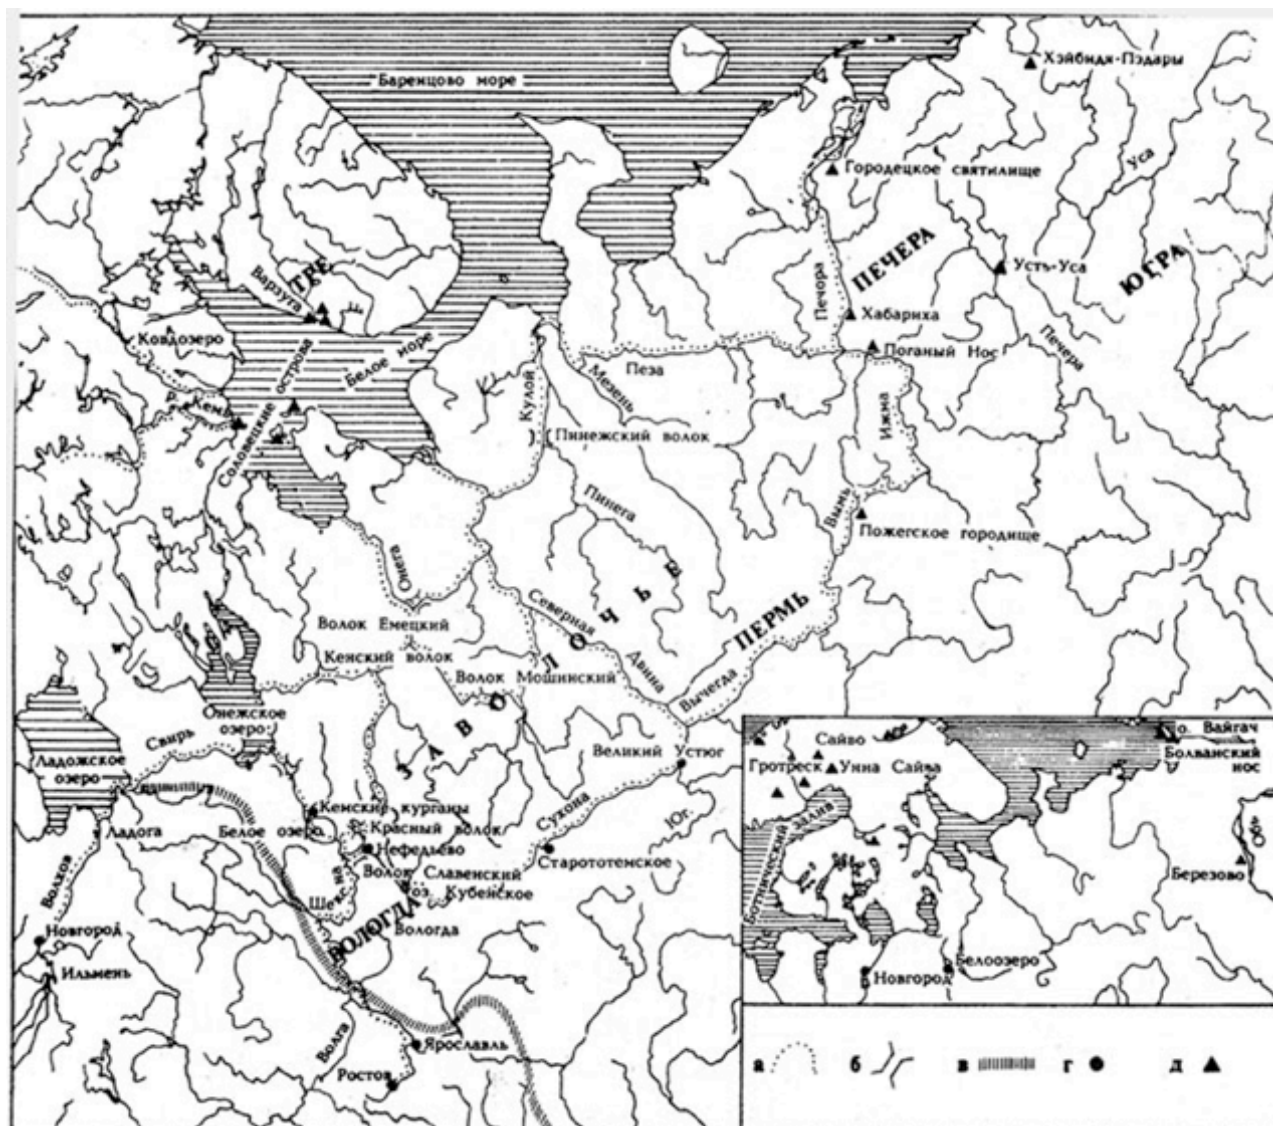 Баренцово море
Хэйбидя-Пэдары
Уса
Городецкое святилище
ПЕЧЕРА
Усть-Уса
ЮГРА
ТРЕ
Варзуга
Печора
Хабариха
Ковдозеро
Белое море
Поганый Нос
Печера
Пеза
Мезень
Кулой
р. Кемь
Соловецкие острова
Ижма
Пинежский волок
Пинега
Вымь
Пожегское городище
Онега
Северная
Двина
ЗАВОЛОЧЬЕ
ПЕРМЬ
Волок Емецкий
Кенский волок
Волок Мошинский
Вычегда
Онежское
озеро
Свирь
Ладожское
озеро
Великий Устюг
Кемские курганы
Ладога
Белое озеро
Красный волок
Сухона
Юг.
Нефедьево
Старототемское
Волок Славенский
Шексна
оз. Кубенское
Волхов
Новгород
ВОЛОГДА
Вологда
Ильмень
Волга
Ярославль
Ростов
о. Вайгач
Сайво
Болванский
нос
Гротреск
Унна Сайва
Ботнический
залив
Обь
Березово
Белоозеро
Новгород
а
б
в
г
д